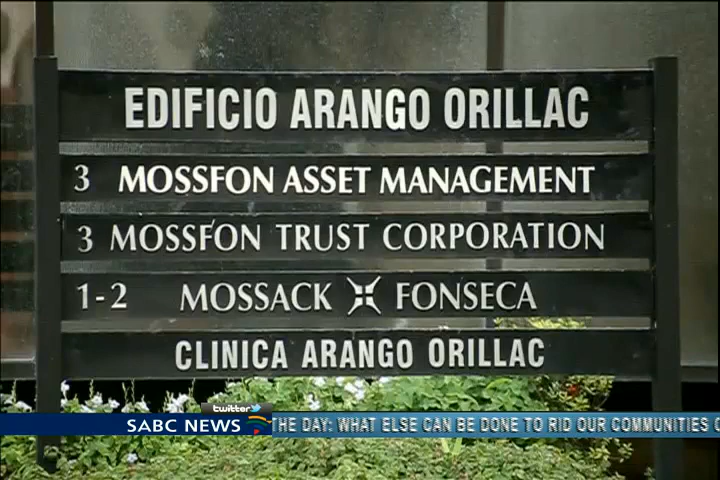 EDIFICIO ARANGO ORILLAC
3 MOSSFON ASSET MANAGEMENT
3 MOSSFON TRUST CORPORATION
1-2 MOSSACK FONSECA
CLINICA ARANGO ORILLAC
twitter
SABC NEWS THE DAY: WHAT ELSE CAN BE DONE TO RID OUR COMMUNITIES